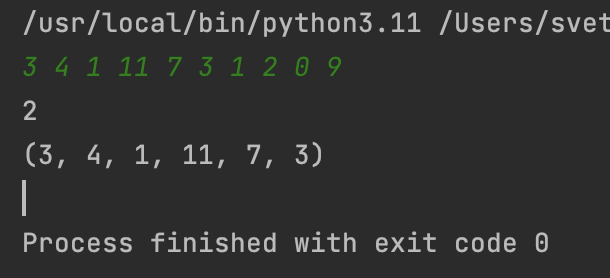 /usr/local/bin/python3.11 /Users/svet
3 4 1 11 7 3 1 2 0 9
2
(3, 4, 1, 11, 7, 3)
Process finished with exit code 0